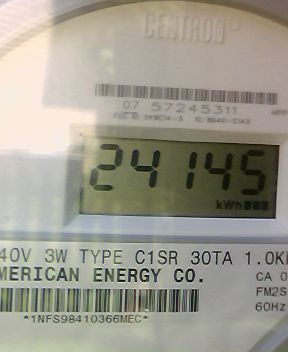 CENTRON
07 57245311
24145
kWh
40V 3W TYPE C1SR 30TA 1.0K
MERICAN ENERGY CO.
CA 0
FM2S
60Hz
*1NFS98410366MEC*